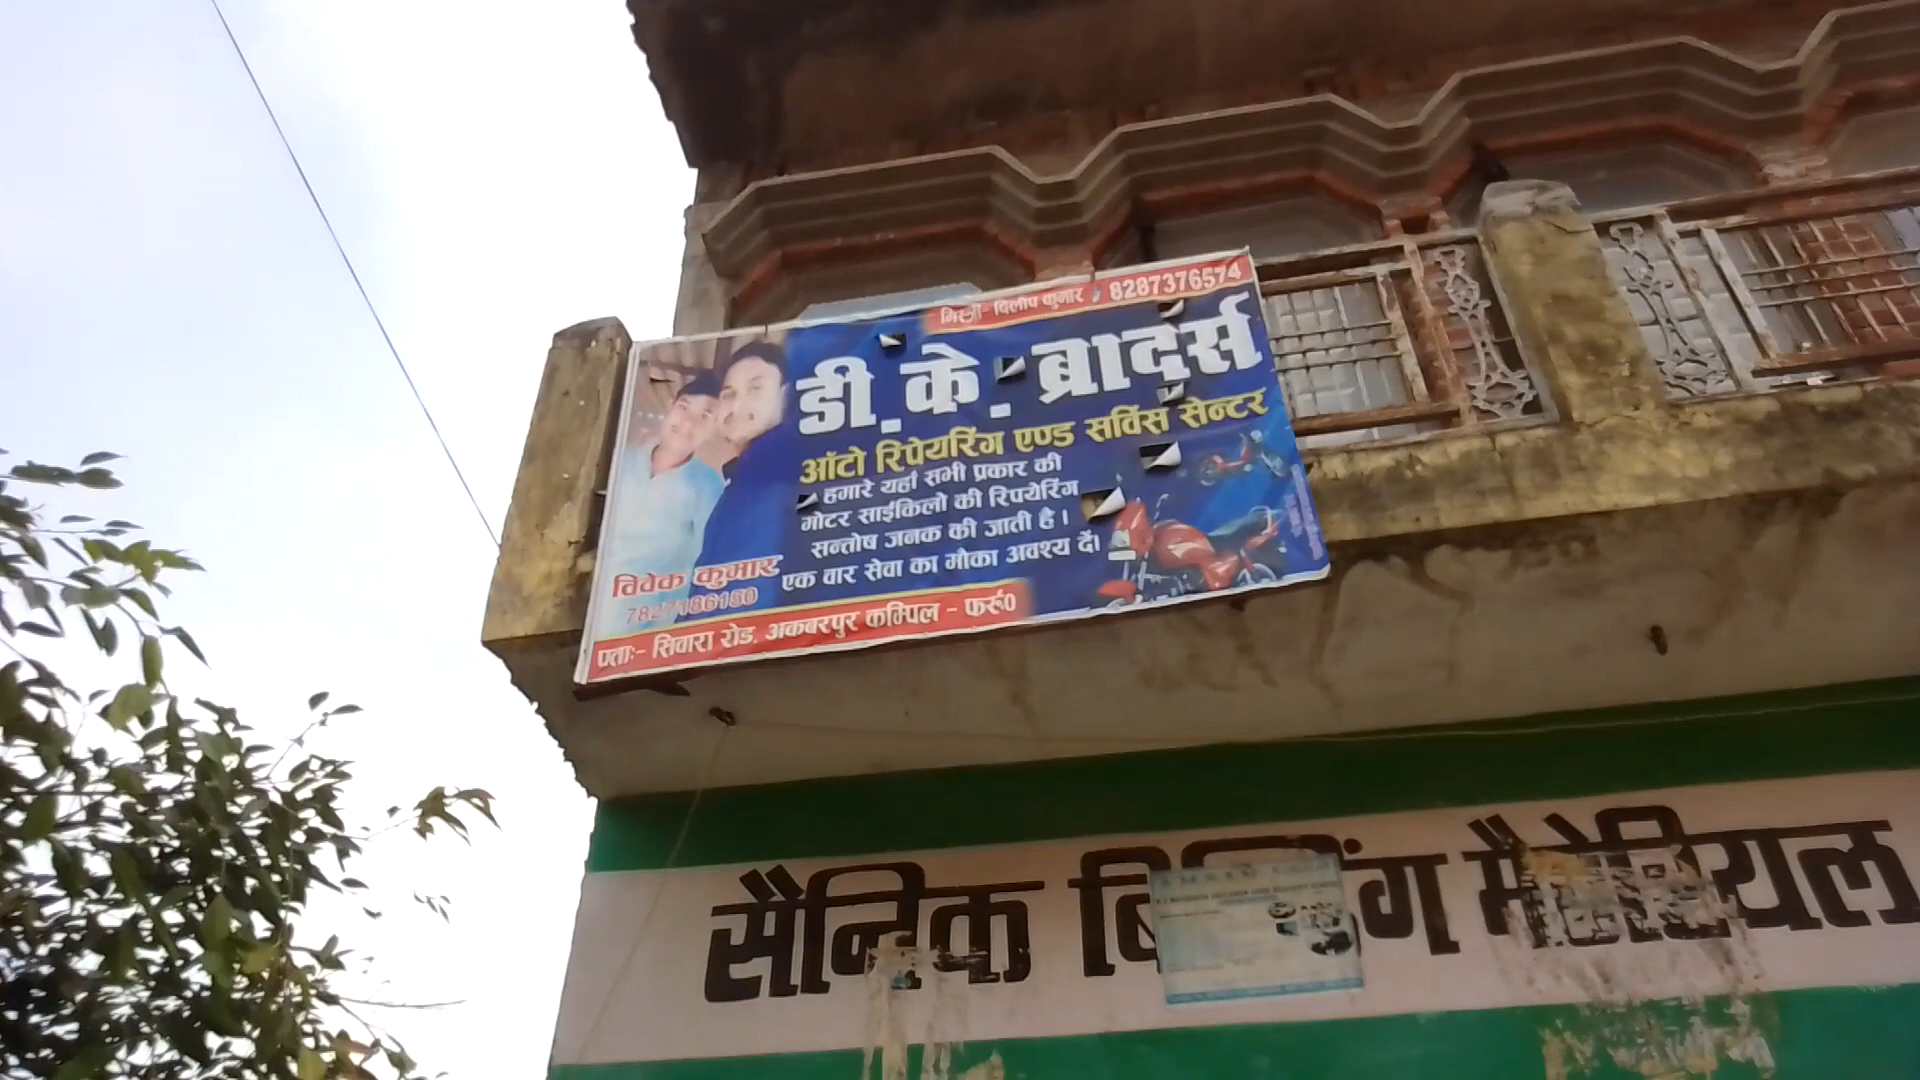 मिस्त्री- दिलीप कुमार 8287376574
डी. के. ब्रादर्स
ऑटो रिपेयरिंग एण्ड सर्विस सेन्टर
हमारे यहाँ सभी प्रकार की
मोटर साईकिलो की रिपयेरिंग
सन्तोष जनक की जाती है।
एक वार सेवा का मौका अवश्य दें।
विवेक कुमार
पताः- सिवारा रोड, अकबरपुर कम्पिल - फर्रू०
सैनिक